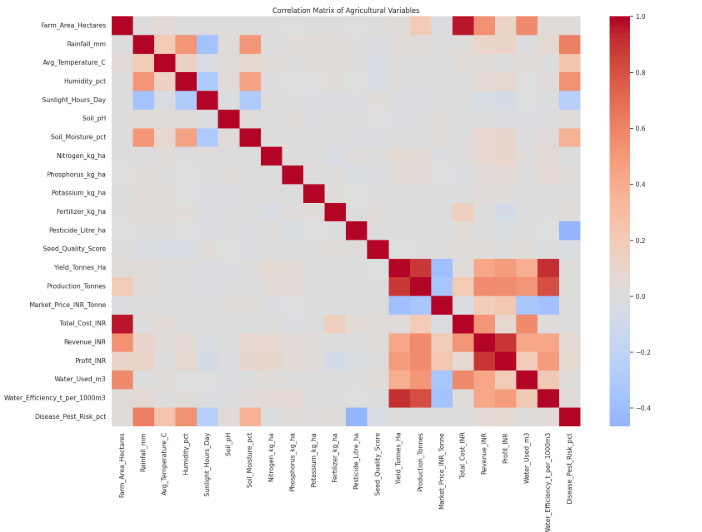 Correlation Matrix of Agricultural Variables
Farm_Area_Hectares
Rainfall_mm
Avg_Temperature_C
Humidity_pct
Sunlight_Hours_Day
Soil_pH
Soil_Moisture_pct
Nitrogen_kg_ha
Phosphorus_kg_ha
Potassium_kg_ha
Fertilizer_kg_ha
Pesticide_Litre_ha
Seed_Quality_Score
Yield_Tonnes_Ha
Production_Tonnes
Market_Price_INR_Tonne
Total_Cost_INR
Revenue_INR
Profit_INR
Water_Used_m3
Water_Efficiency_t_per_1000m3
Disease_Pest_Risk_pct
Farm_Area_Hectares
Rainfall_mm
Avg_Temperature_C
Humidity_pct
Sunlight_Hours_Day
Soil_pH
Soil_Moisture_pct
Nitrogen_kg_ha
Phosphorus_kg_ha
Potassium_kg_ha
Fertilizer_kg_ha
Pesticide_Litre_ha
Seed_Quality_Score
Yield_Tonnes_Ha
Production_Tonnes
Market_Price_INR_Tonne
Total_Cost_INR
Revenue_INR
Profit_INR
Water_Used_m3
Water_Efficiency_t_per_1000m3
Disease_Pest_Risk_pct
1.0
0.8
0.6
0.4
0.2
0.0
−0.2
−0.4